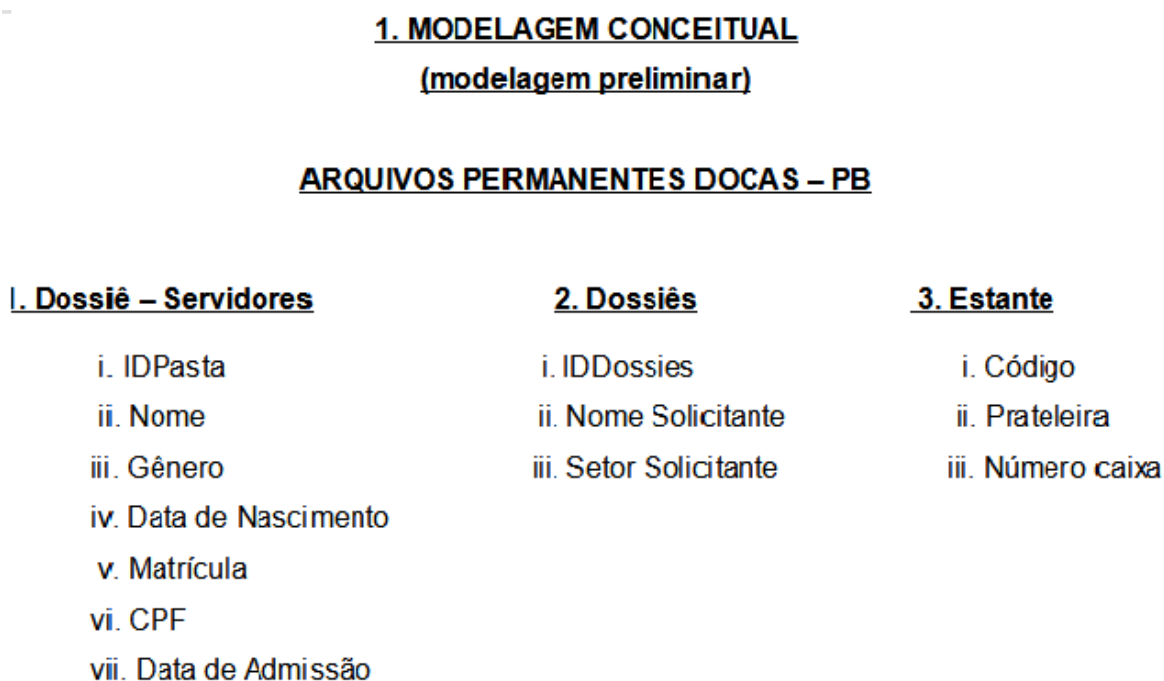 1. MODELAGEM CONCEITUAL
(modelagem preliminar)
ARQUIVOS PERMANENTES DOCAS – PB
1. Dossiê – Servidores
i. IDPasta
ii. Nome
iii. Gênero
iv. Data de Nascimento
v. Matrícula
vi. CPF
vii. Data de Admissão
2. Dossiês
i. IDDossies
ii. Nome Solicitante
iii. Setor Solicitante
3. Estante
i. Código
ii. Prateleira
iii. Número caixa